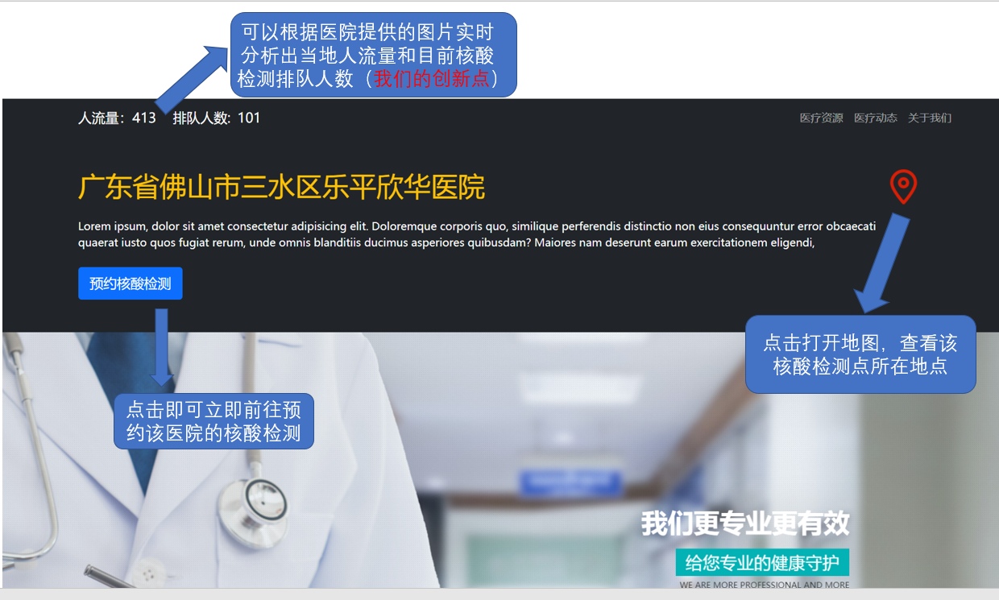 可以根据医院提供的图片实时
分析出当地人流量和目前核酸
检测排队人数（我们的创新点）
人流量：413 排队人数: 101
医疗资源 医疗动态 关于我们
广东省佛山市三水区乐平欣华医院
Lorem ipsum, dolor sit amet consectetur adipisicing elit. Doloremque corporis quo, similique perferendis distinctio non eius consequuntur error obcaecati
quaerat iusto quos fugiat rerum, unde omnis blanditiis ducimus asperiores quibusdam? Maiores nam deserunt earum exercitationem eligendi,
预约核酸检测
点击打开地图，查看该
核酸检测点所在地点
点击即可立即前往预
约该医院的核酸检测
我们更专业更有效
给您专业的健康守护
WE ARE MORE PROFESSIONAL AND MORE